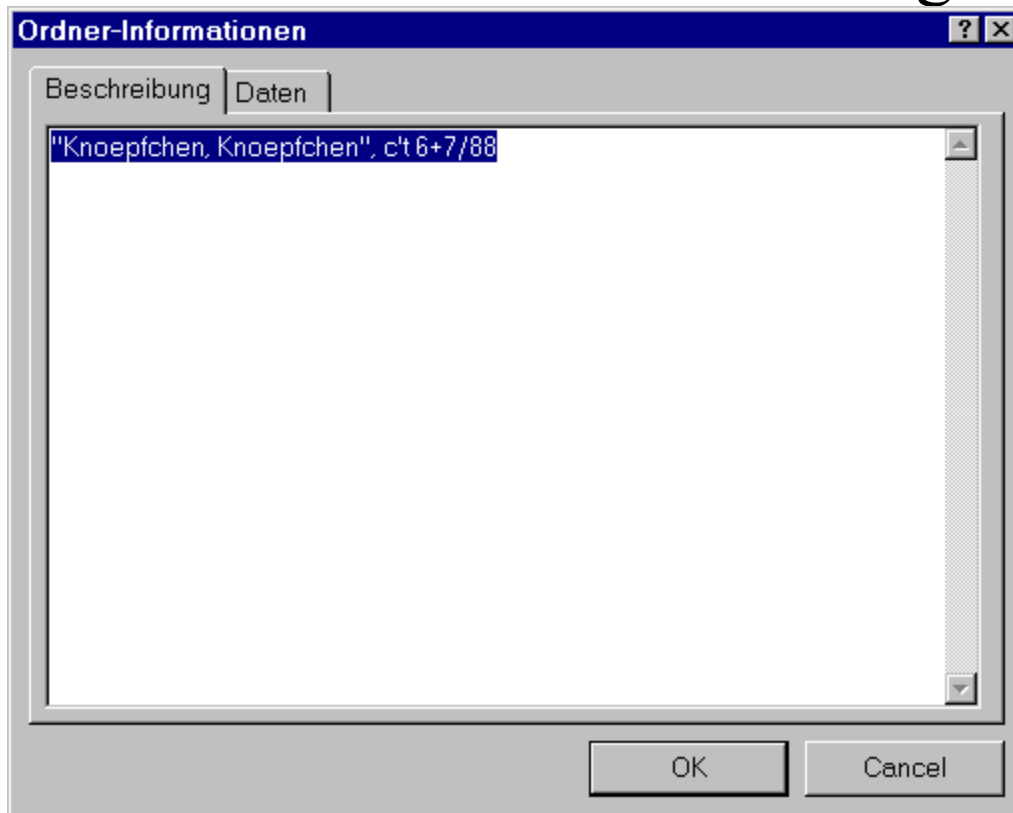 Ordner-Informationen
Beschreibung Daten
"Knoepfchen, Knoepfchen", c't 6+7/88
OK Cancel